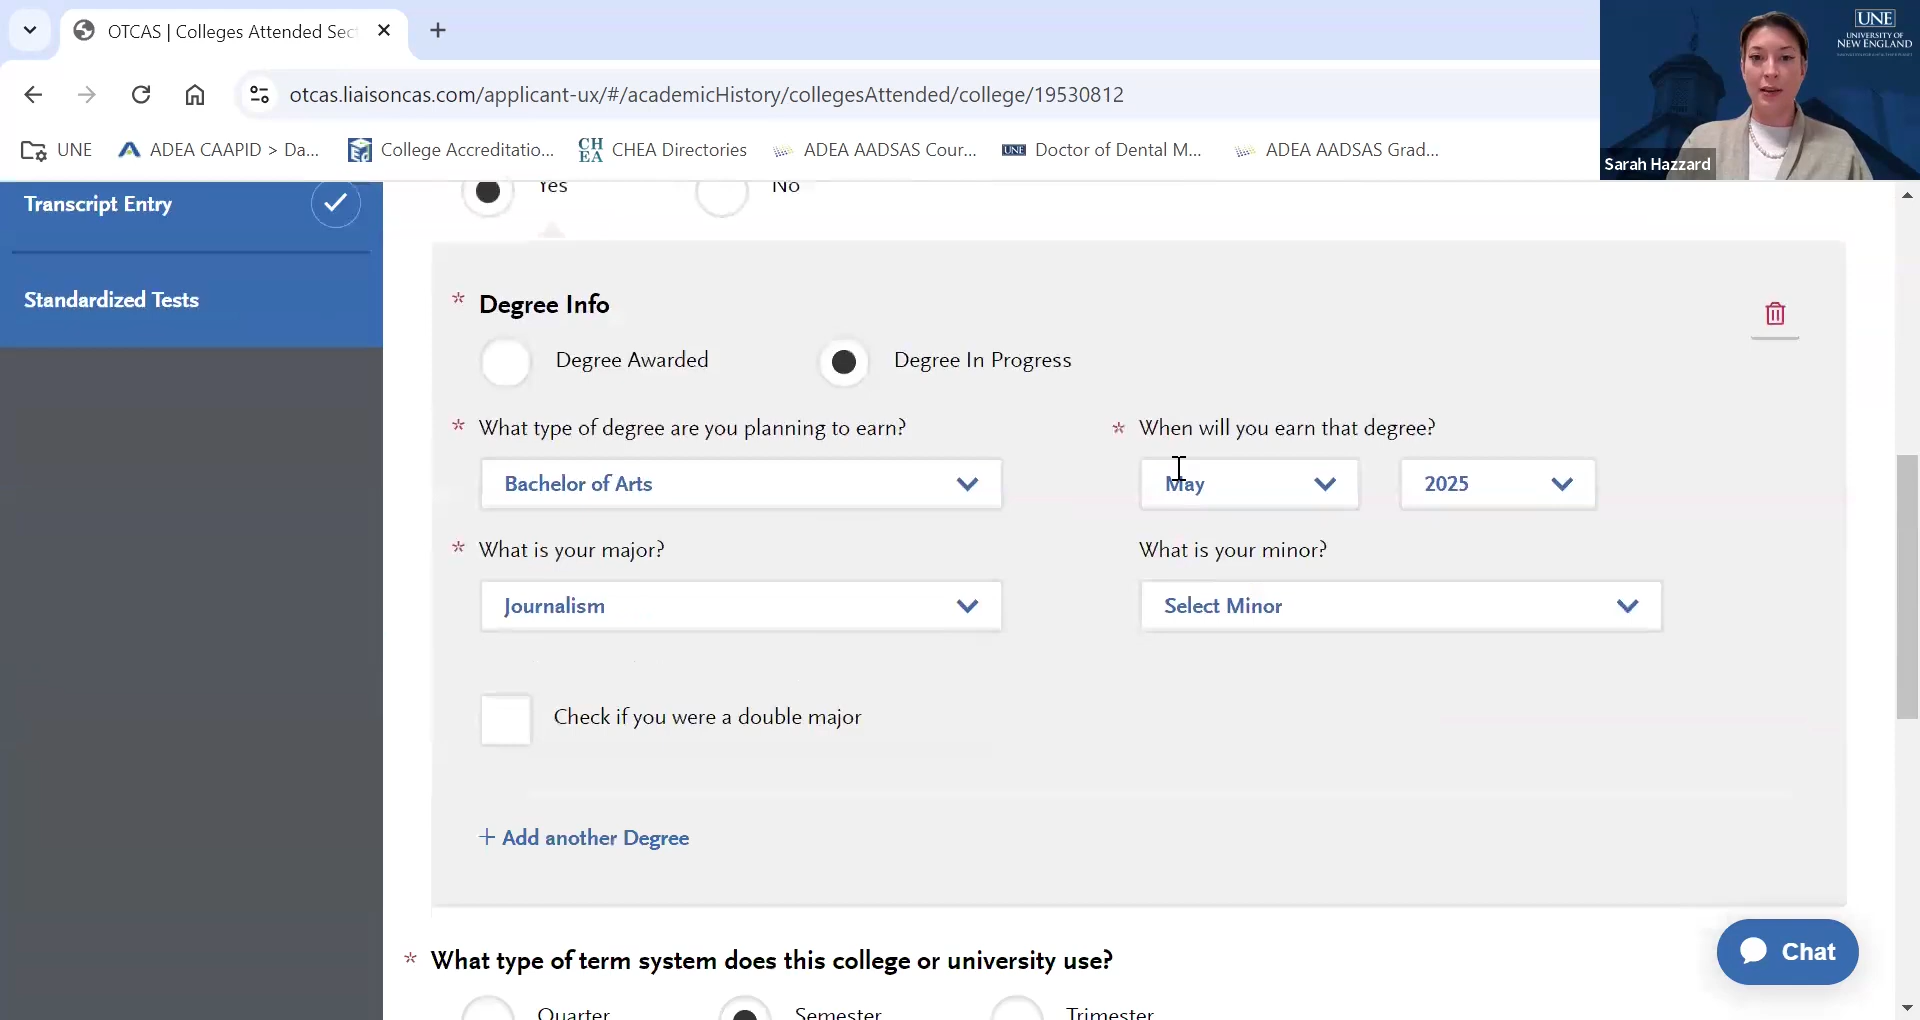 OTCAS | Colleges Attended Sect
otcas.liaisoncas.com/applicant-ux/#/academicHistory/collegesAttended/college/19530812
UNE
ADEA CAAPID > Da...
College Accreditatio...
CHEA
CHEA Directories
ADEA AADSAS Cour...
UNE
Doctor of Dental M...
ADEA AADSAS Grad...
UNE
UNIVERSITY OF
NEW ENGLAND
Sarah Hazzard
Transcript Entry
Standardized Tests
Yes
No
* Degree Info
Degree Awarded
Degree In Progress
* What type of degree are you planning to earn?
Bachelor of Arts
* When will you earn that degree?
May
2025
* What is your major?
Journalism
What is your minor?
Select Minor
Check if you were a double major
+ Add another Degree
* What type of term system does this college or university use?
Quarter
Semester
Trimester
Chat